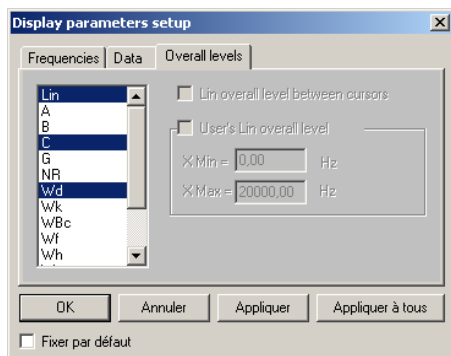 Display parameters setup
Frequencies Data Overall levels
Lin
A
B
C
G
NR
Wd
Wk
WBc
Wf
Wh
Lin overall level between cursors
User's Lin overall level
X Min = 0,00 Hz
X Max = 20000,00 Hz
OK Annuler Appliquer Appliquer à tous
Fixer par défaut